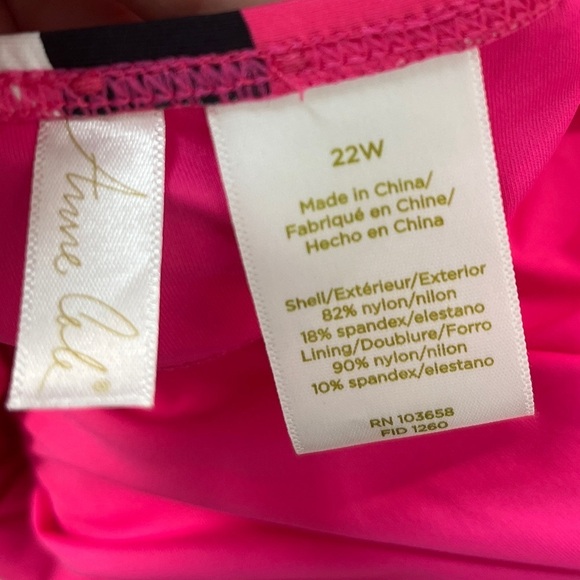 Anne Cole®
22W
Made in China/
Fabriqué en Chine/
Hecho en China
Shell/Extérieur/Exterior
82% nylon/nilon
18% spandex/elestano
Lining/Doublure/Forro
90% nylon/nilon
10% spandex/elestano
RN 103658
FID 1260